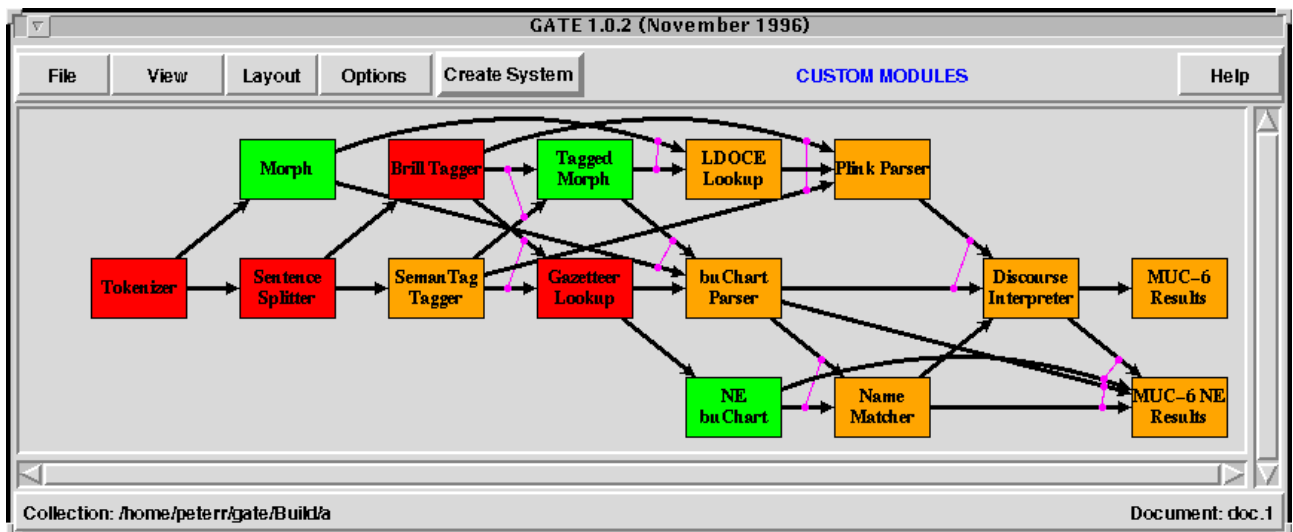 GATE 1.0.2 (November 1996)
File View Layout Options Create System CUSTOM MODULES Help
Morph
Brill Tagger
Tagged
Morph
LDOCE
Lookup
Plink Parser
Tokenizer
Sentence
Splitter
SemanTag
Tagger
Gazetteer
Lookup
buChart
Parser
Discourse
Interpreter
MUC-6
Results
NE
buChart
Name
Matcher
MUC-6 NE
Results
Collection: /home/peterr/gate/Build/a Document: doc.1